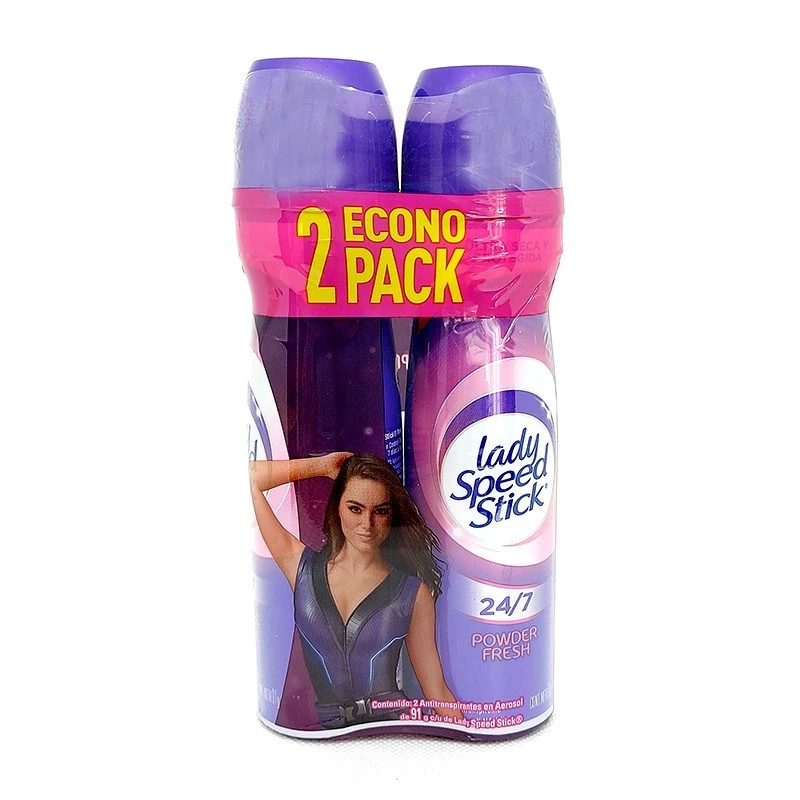 2 ECONO
PACK
SECA Y
lady
Speed
Stick®
24/7
POWDER
FRESH
Contenido: 2 Antitranspirantes en Aerosol
de 91 g c/u de Lady Speed Stick®